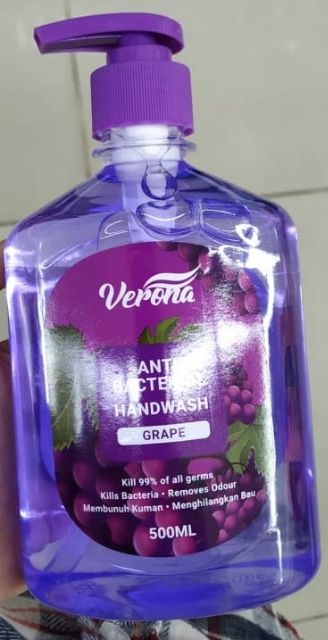 Verona
ANTI
BACTERIAL
HANDWASH
GRAPE
Kill 99% of all germs
Kills Bacteria • Removes Odour
Membunuh Kuman • Menghilangkan Bau
500ML